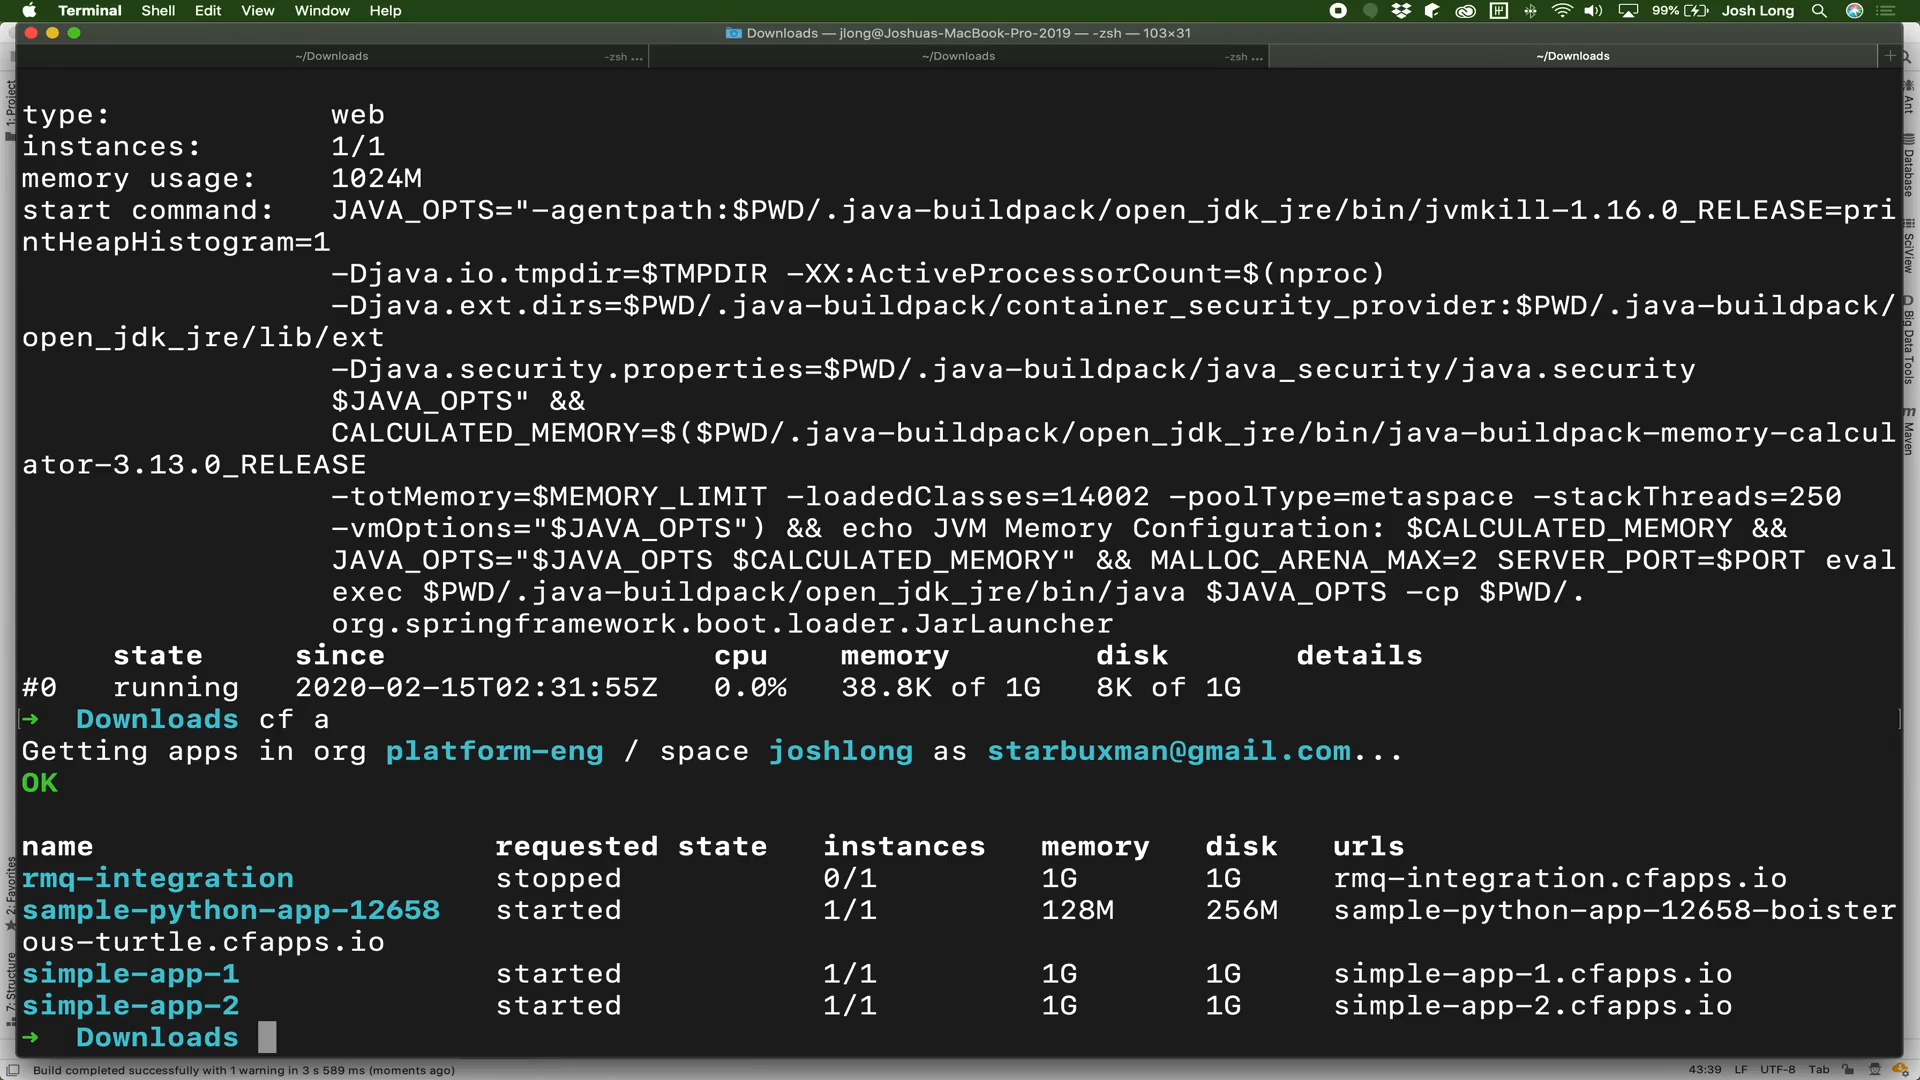 Terminal Shell Edit View Window Help 99% Josh Long
Downloads — jlong@Joshuas-MacBook-Pro-2019 — -zsh — 103×31
~/Downloads -zsh ... ~/Downloads -zsh ... ~/Downloads +
type: web
instances: 1/1
memory usage: 1024M
start command: JAVA_OPTS="-agentpath:$PWD/.java-buildpack/open_jdk_jre/bin/jvmkill-1.16.0_RELEASE=pri
ntHeapHistogram=1
-Djava.io.tmpdir=$TMPDIR -XX:ActiveProcessorCount=$(nproc)
-Djava.ext.dirs=$PWD/.java-buildpack/container_security_provider:$PWD/.java-buildpack/
open_jdk_jre/lib/ext
-Djava.security.properties=$PWD/.java-buildpack/java_security/java.security
$JAVA_OPTS" &&
CALCULATED_MEMORY=$($PWD/.java-buildpack/open_jdk_jre/bin/java-buildpack-memory-calcul
ator-3.13.0_RELEASE
-totMemory=$MEMORY_LIMIT -loadedClasses=14002 -poolType=metaspace -stackThreads=250
-vmOptions="$JAVA_OPTS") && echo JVM Memory Configuration: $CALCULATED_MEMORY &&
JAVA_OPTS="$JAVA_OPTS $CALCULATED_MEMORY" && MALLOC_ARENA_MAX=2 SERVER_PORT=$PORT eval
exec $PWD/.java-buildpack/open_jdk_jre/bin/java $JAVA_OPTS -cp $PWD/.
org.springframework.boot.loader.JarLauncher
state since cpu memory disk details
#0 running 2020-02-15T02:31:55Z 0.0% 38.8K of 1G 8K of 1G
➜ Downloads cf a
Getting apps in org platform-eng / space joshlong as starbuxman@gmail.com...
OK
name requested state instances memory disk urls
rmq-integration stopped 0/1 1G 1G rmq-integration.cfapps.io
sample-python-app-12658 started 1/1 128M 256M sample-python-app-12658-boister
ous-turtle.cfapps.io
simple-app-1 started 1/1 1G 1G simple-app-1.cfapps.io
simple-app-2 started 1/1 1G 1G simple-app-2.cfapps.io
➜ Downloads
1: Project
2: Favorites
7: Structure
Ant
Database
SciView
Big Data Tools
Maven
Build completed successfully with 1 warning in 3 s 589 ms (moments ago) 43:39 LF UTF-8 Tab